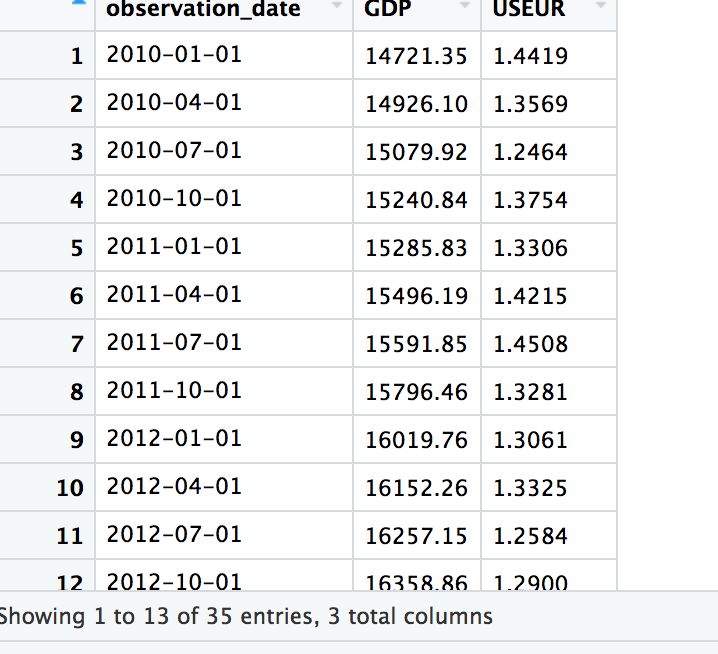 observation_date GDP USEUR
1 2010-01-01 14721.35 1.4419
2 2010-04-01 14926.10 1.3569
3 2010-07-01 15079.92 1.2464
4 2010-10-01 15240.84 1.3754
5 2011-01-01 15285.83 1.3306
6 2011-04-01 15496.19 1.4215
7 2011-07-01 15591.85 1.4508
8 2011-10-01 15796.46 1.3281
9 2012-01-01 16019.76 1.3061
10 2012-04-01 16152.26 1.3325
11 2012-07-01 16257.15 1.2584
12 2012-10-01 16358.86 1.2900
Showing 1 to 13 of 35 entries, 3 total columns